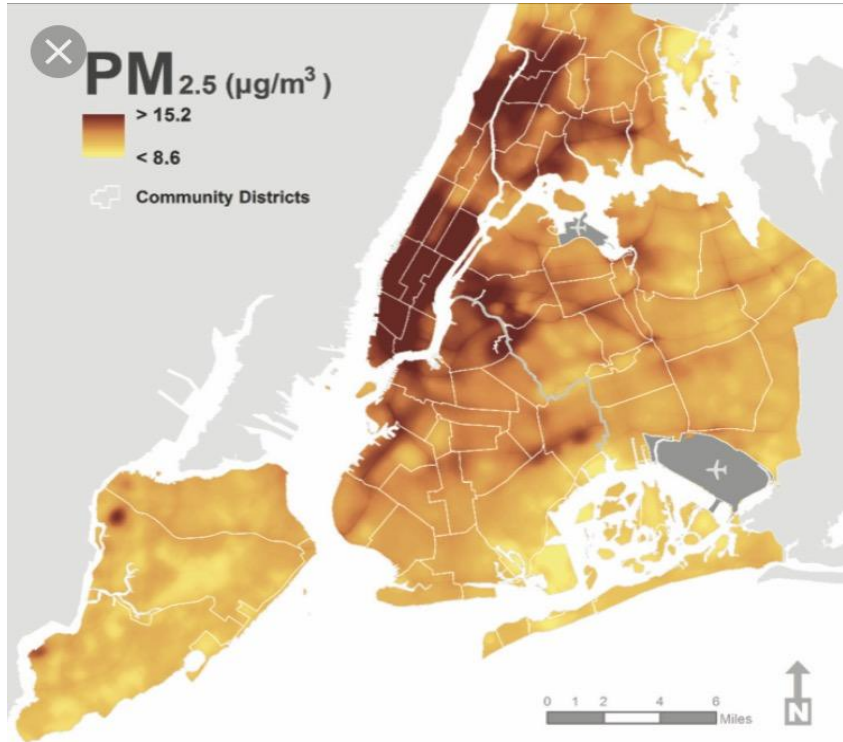 PM2.5 (µg/m³ )
> 15.2
< 8.6
Community Districts
0 1 2 4 6
Miles
N